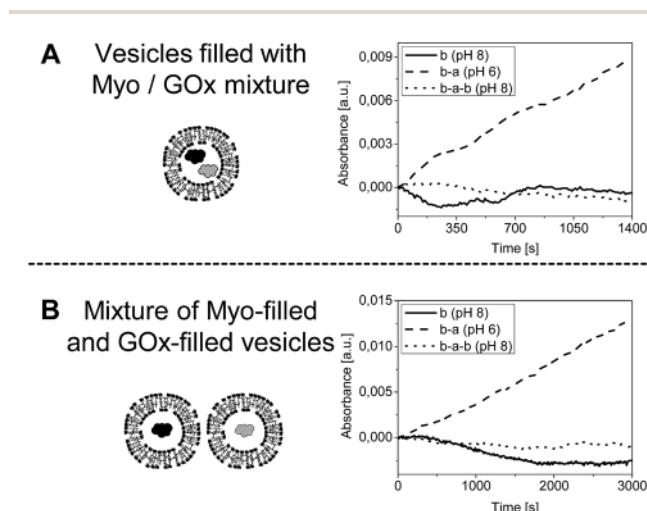 A Vesicles filled with
Myo / GOx mixture
Absorbance [a.u.]
0,009
0,006
0,003
0,000
b (pH 8)
b-a (pH 6)
b-a-b (pH 8)
0 350 700 1050 1400
Time [s]
B Mixture of Myo-filled
and GOx-filled vesicles
Absorbance [a.u.]
0,015
0,010
0,005
0,000
b (pH 8)
b-a (pH 6)
b-a-b (pH 8)
0 1000 2000 3000
Time [s]